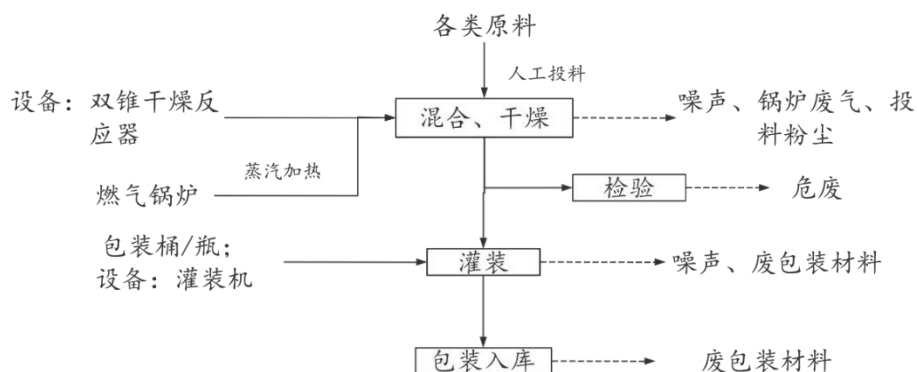 各类原料
人工投料
设备：双锥干燥反
应器
混合、干燥
噪声、锅炉废气、投
料粉尘
蒸汽加热
燃气锅炉
检验
危废
包装桶/瓶；
设备：灌装机
灌装
噪声、废包装材料
包装入库
废包装材料